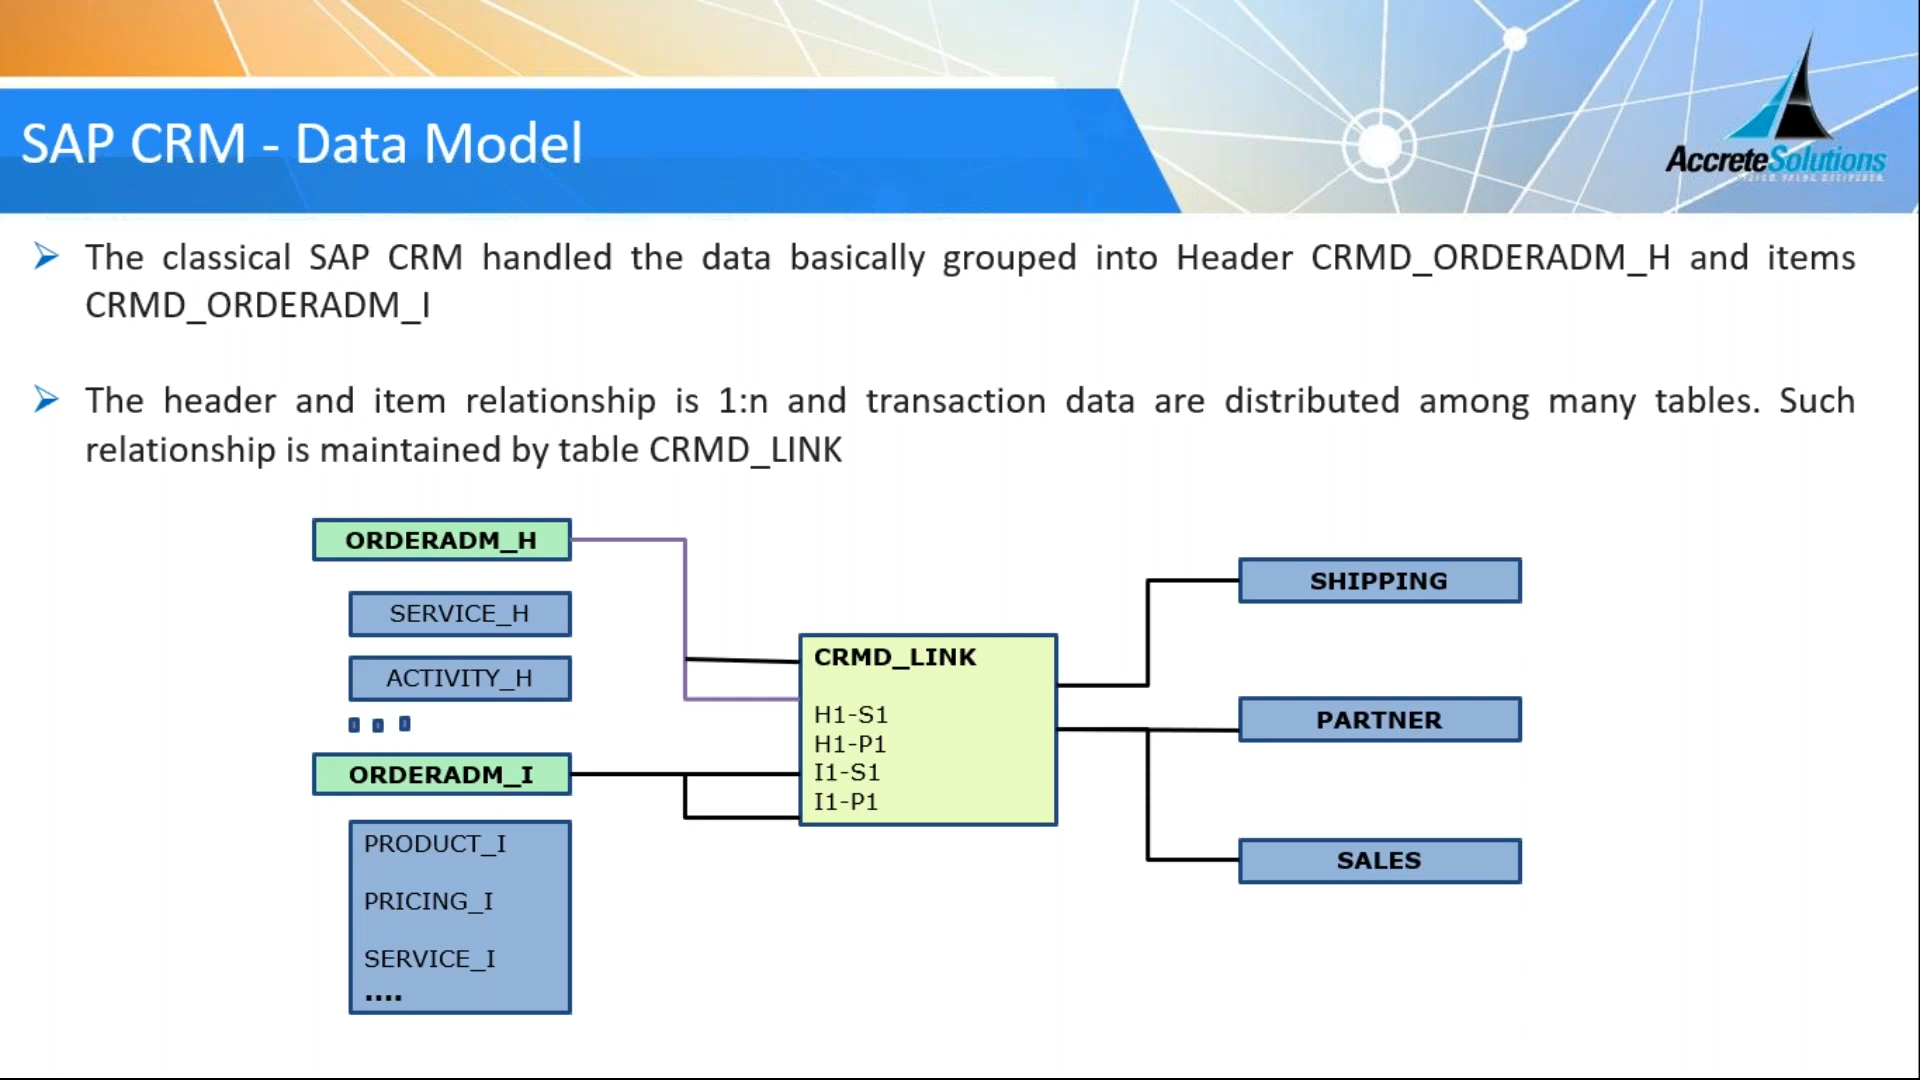 SAP CRM - Data Model
AccreteSolutions
The classical SAP CRM handled the data basically grouped into Header CRMD_ORDERADM_H and items
CRMD_ORDERADM_I
The header and item relationship is 1:n and transaction data are distributed among many tables. Such
relationship is maintained by table CRMD_LINK
ORDERADM_H
SERVICE_H
ACTIVITY_H
ORDERADM_I
PRODUCT_I
PRICING_I
SERVICE_I
....
CRMD_LINK
H1-S1
H1-P1
I1-S1
I1-P1
SHIPPING
PARTNER
SALES